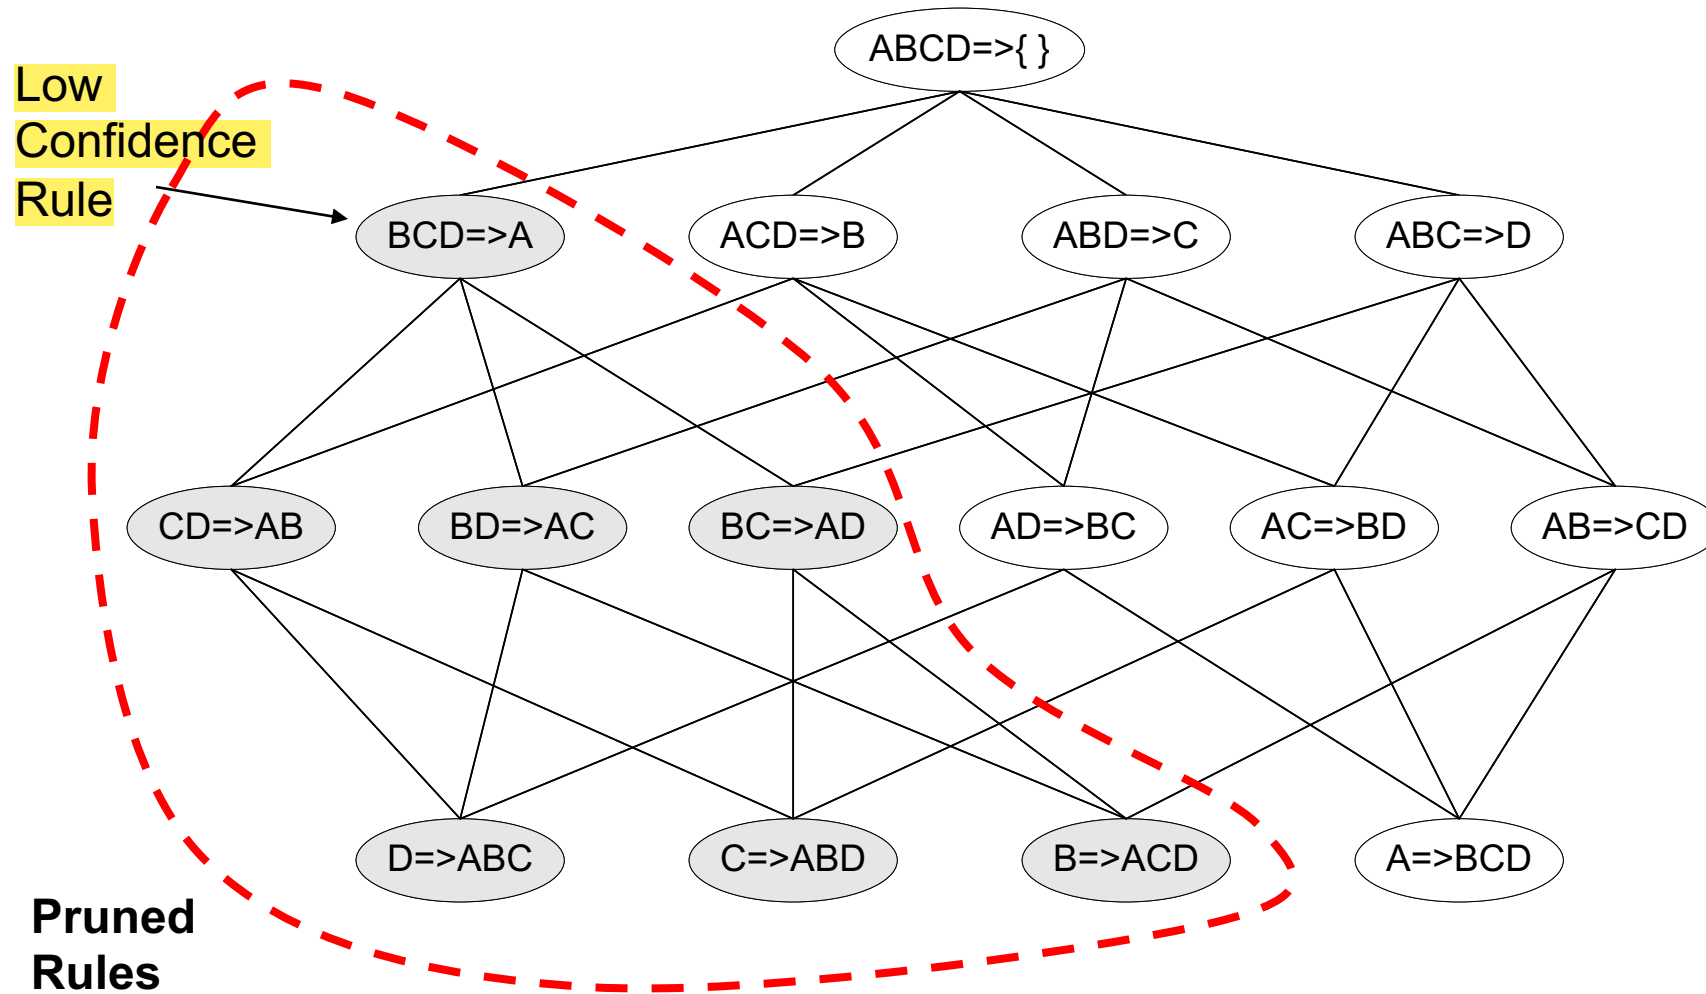 ABCD=>{ }
Low
Confidence
Rule
BCD=>A
ACD=>B
ABD=>C
ABC=>D
CD=>AB
BD=>AC
BC=>AD
AD=>BC
AC=>BD
AB=>CD
D=>ABC
C=>ABD
B=>ACD
A=>BCD
Pruned
Rules